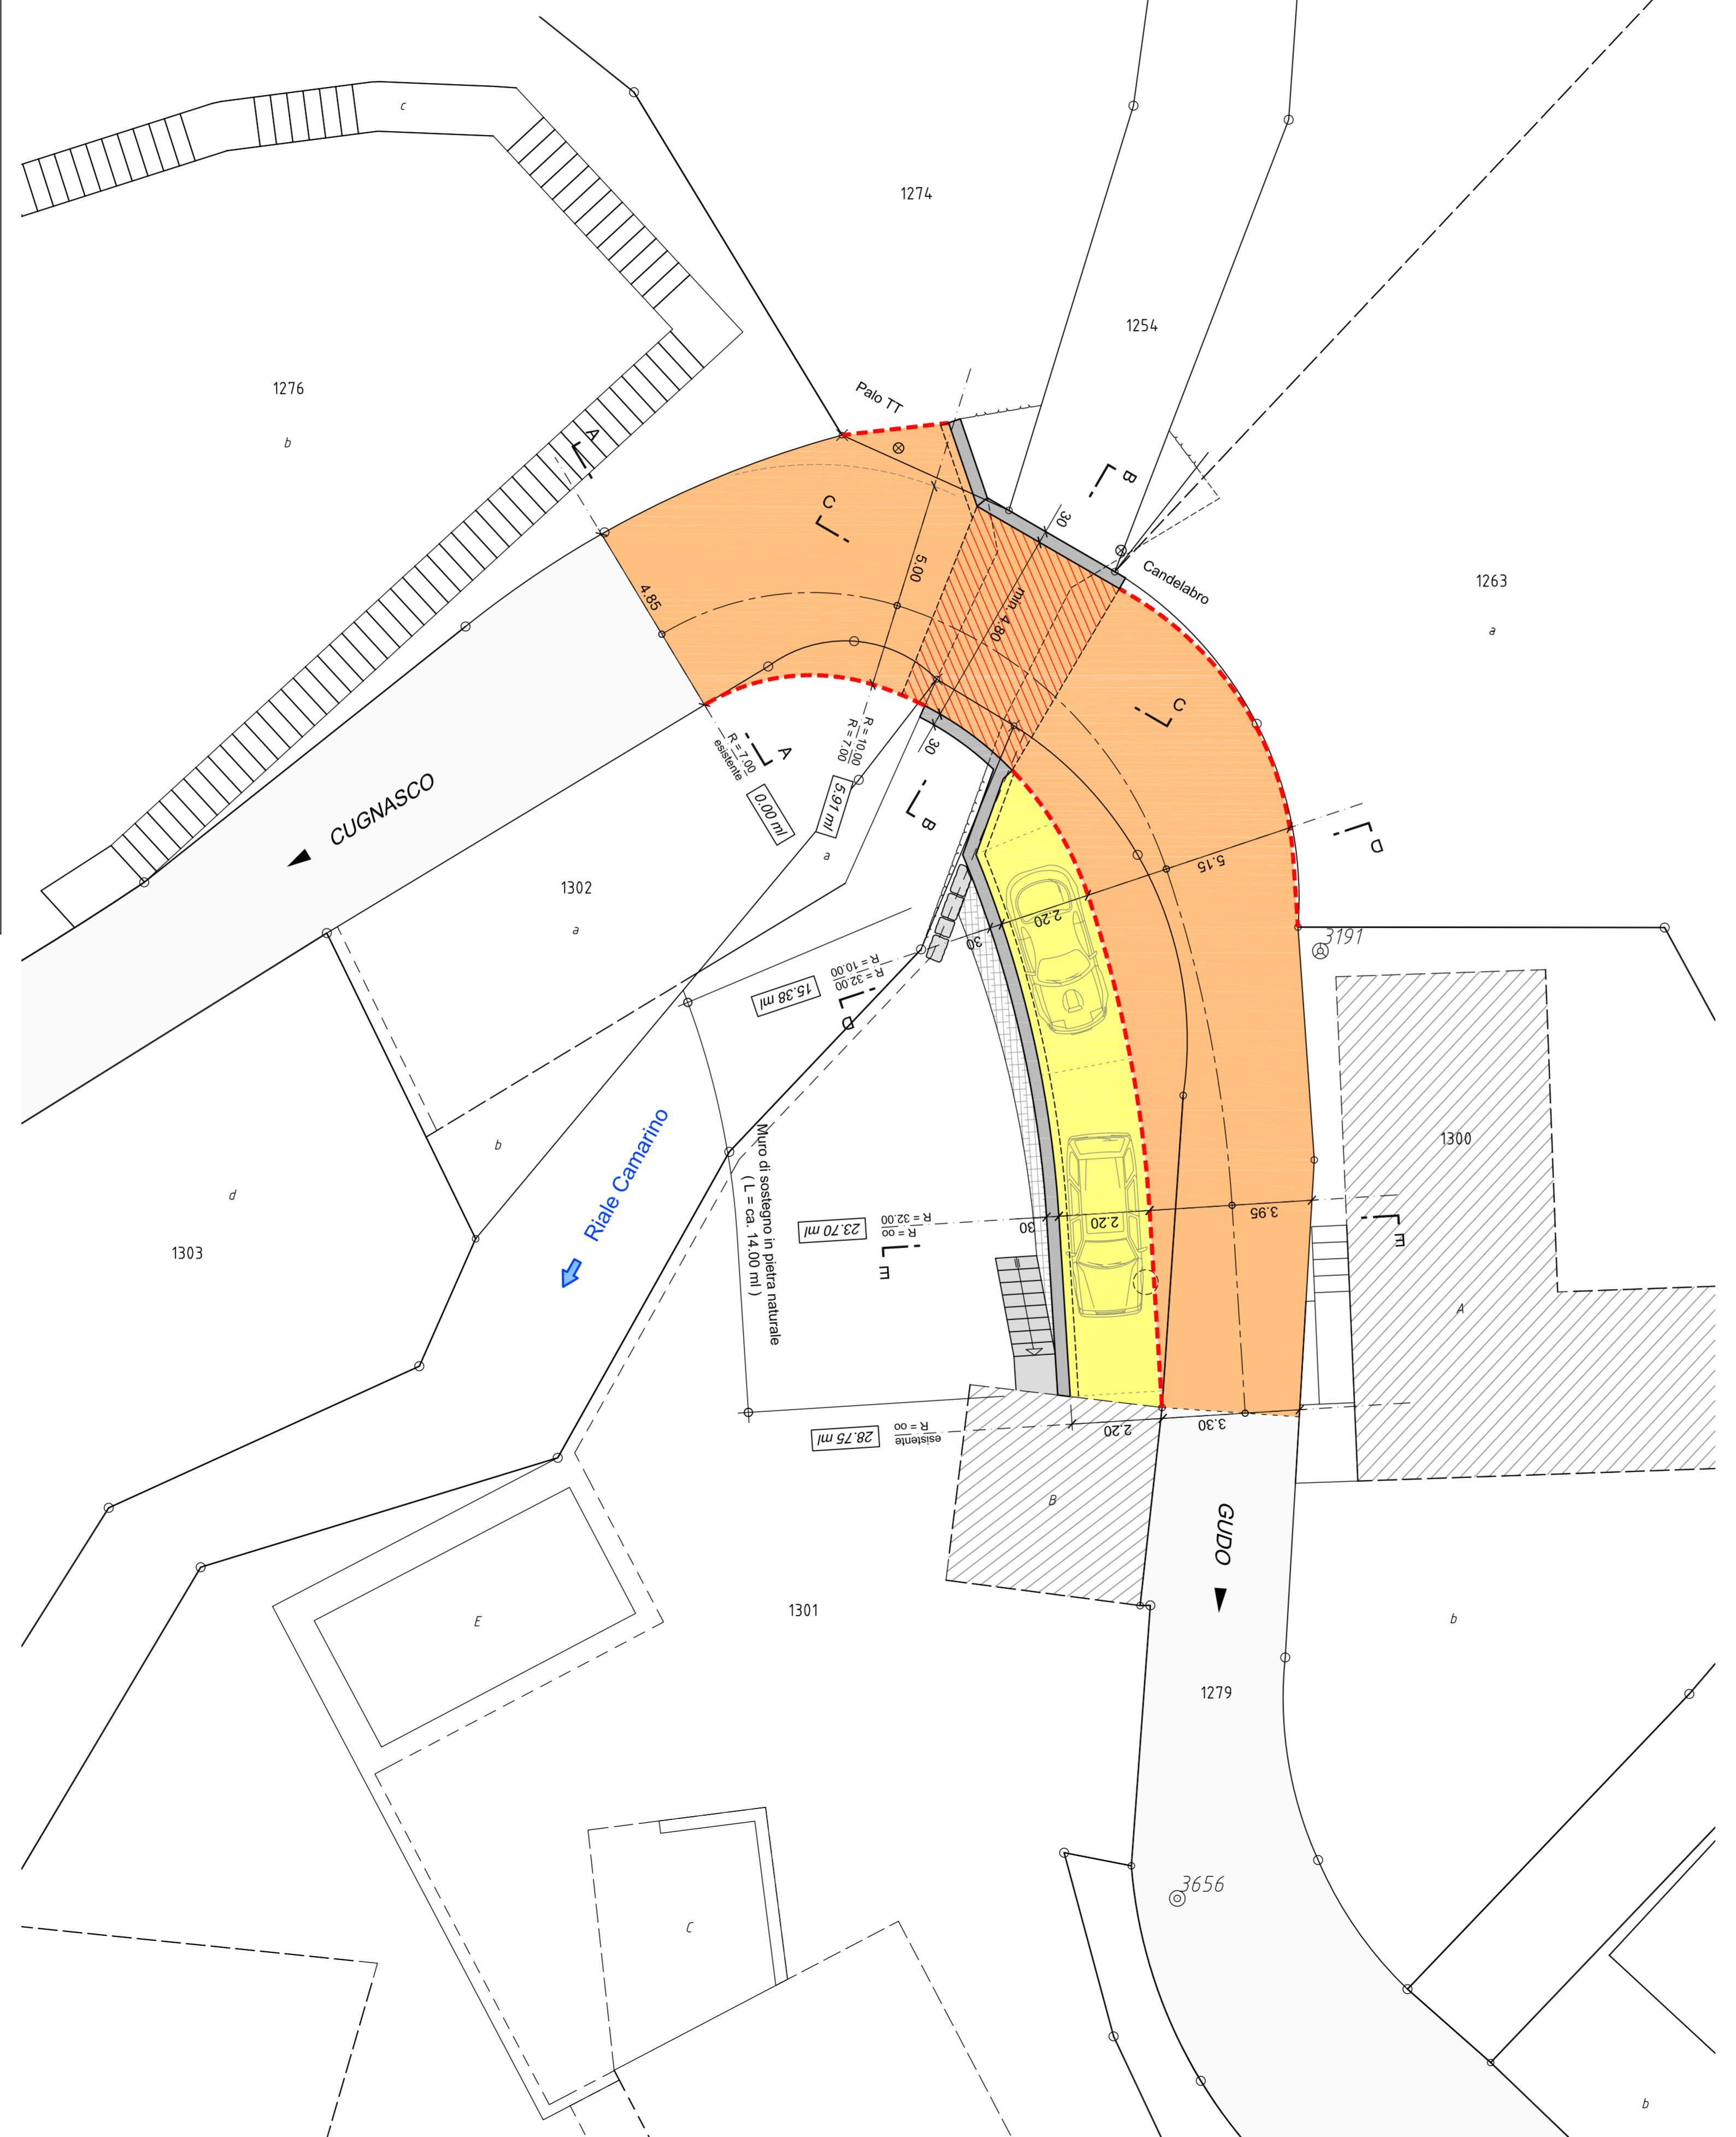 c
1274
1254
1276
b
Palo TT
A
C
B
30
Candelabro
1263
a
5.00
4.85
min. 4.80
C
R = 10.00
R = 7.00
R = 7.00
esistente
A
30
0.00 ml
5.91 ml
B
CUGNASCO
5.15
D
a
1302
a
2.20
30
3191
R = 32.00
R = 10.00
15.38 ml
D
Riale Camarino
b
d
1303
Muro di sostegno in pietra naturale
( L = ca. 14.00 ml )
1300
R = oo
R = 32.00
23.70 ml
30
2.20
3.95
E
E
A
esistente
R = oo
28.75 ml
2.20
3.30
B
GUDO
E
1301
b
1279
3656
C
b